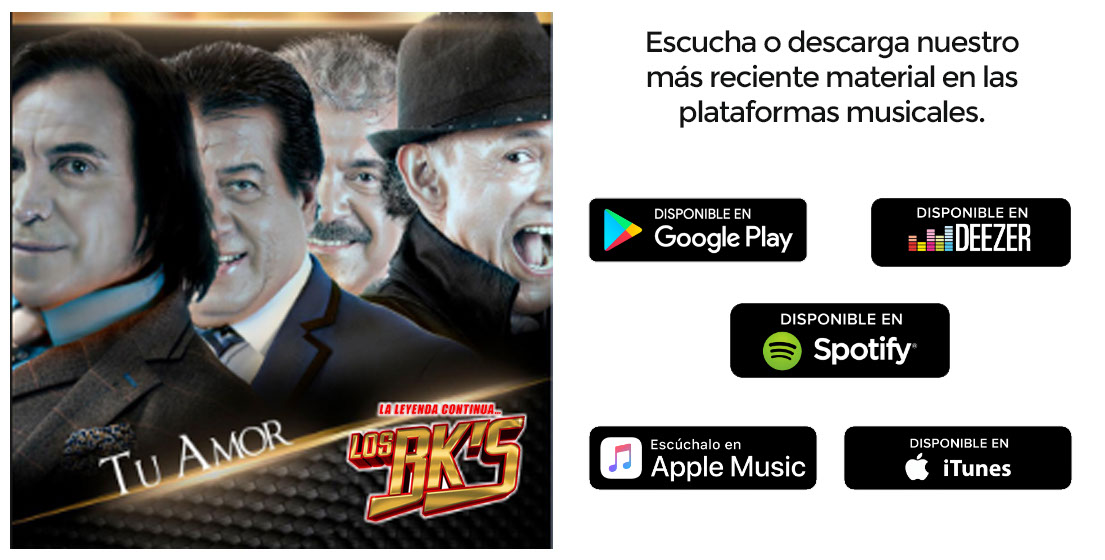 LA LEYENDA CONTINUA...
LOS BK'S
TU AMOR
Escucha o descarga nuestro
más reciente material en las
plataformas musicales.
DISPONIBLE EN
Google Play
DISPONIBLE EN
DEEZER
DISPONIBLE EN
Spotify®
Escúchalo en
Apple Music
DISPONIBLE EN
iTunes